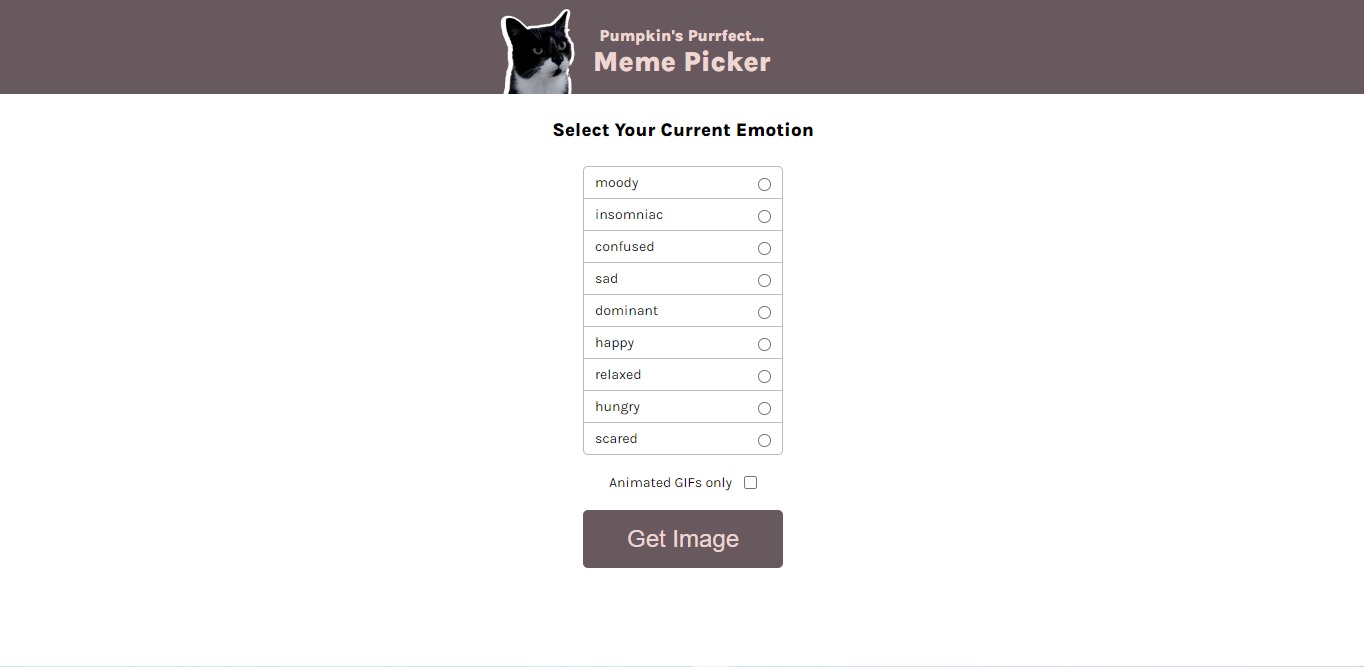 Pumpkin's Purrfect...
Meme Picker
Select Your Current Emotion
moody
insomniac
confused
sad
dominant
happy
relaxed
hungry
scared
Animated GIFs only
Get Image